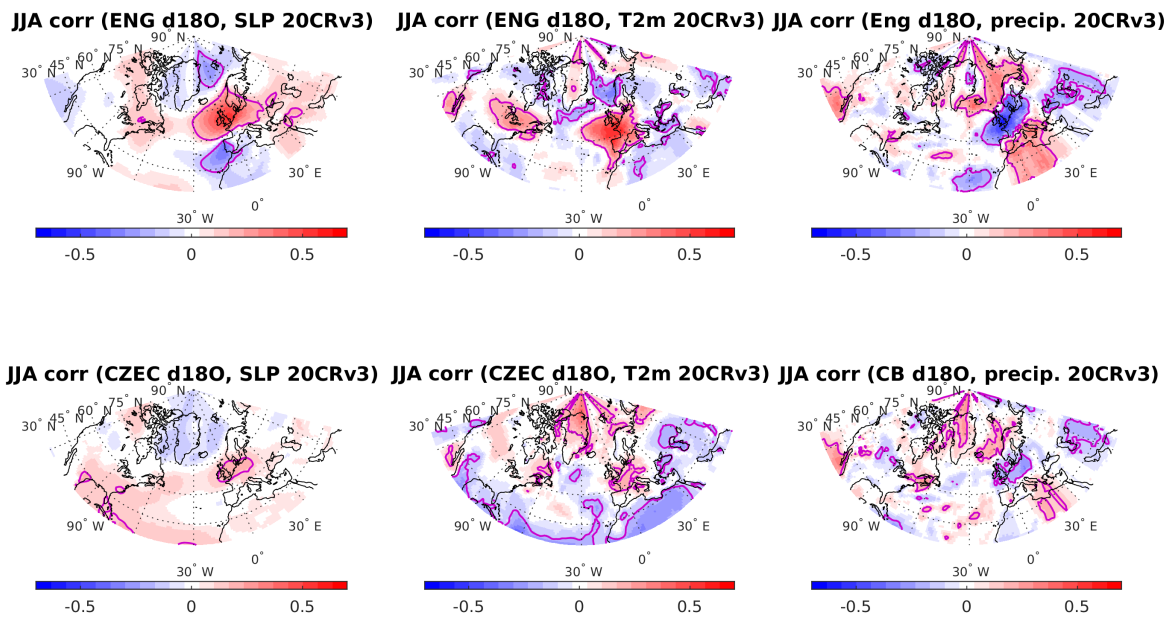 JJA corr (ENG d18O, SLP 20CRv3)
90° N
75° N
60° N
45° N
30° N
90° W
30° E
0°
30° W
-0.5 0 0.5
JJA corr (ENG d18O, T2m 20CRv3)
90° N
75° N
60° N
45° N
30° N
90° W
30° E
0°
30° W
-0.5 0 0.5
JJA corr (Eng d18O, precip. 20CRv3)
90° N
75° N
60° N
45° N
30° N
90° W
30° E
0°
30° W
-0.5 0 0.5
JJA corr (CZEC d18O, SLP 20CRv3)
90° N
75° N
60° N
45° N
30° N
90° W
30° E
0°
30° W
-0.5 0 0.5
JJA corr (CZEC d18O, T2m 20CRv3)
90° N
75° N
60° N
45° N
30° N
90° W
30° E
0°
30° W
-0.5 0 0.5
JJA corr (CB d18O, precip. 20CRv3)
90° N
75° N
60° N
45° N
30° N
90° W
30° E
0°
30° W
-0.5 0 0.5